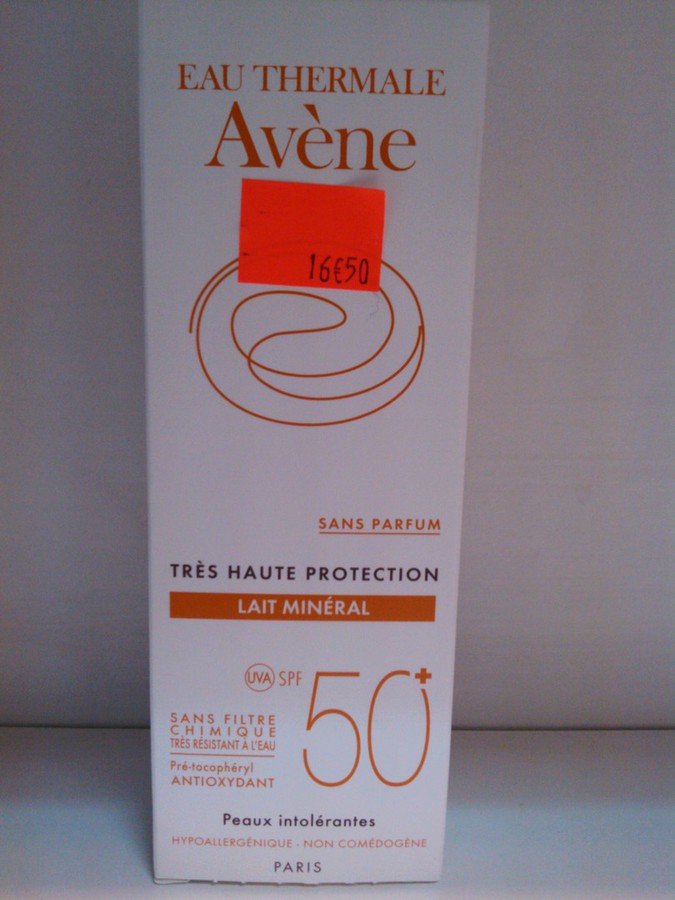 EAU THERMALE
Avène
16€50
SANS PARFUM
TRÈS HAUTE PROTECTION
LAIT MINÉRAL
UVA SPF 50+
SANS FILTRE
CHIMIQUE
TRÈS RÉSISTANT À L'EAU
Pré-tocophéryl
ANTIOXYDANT
Peaux intolérantes
HYPOALLERGÉNIQUE - NON COMÉDOGÈNE
PARIS